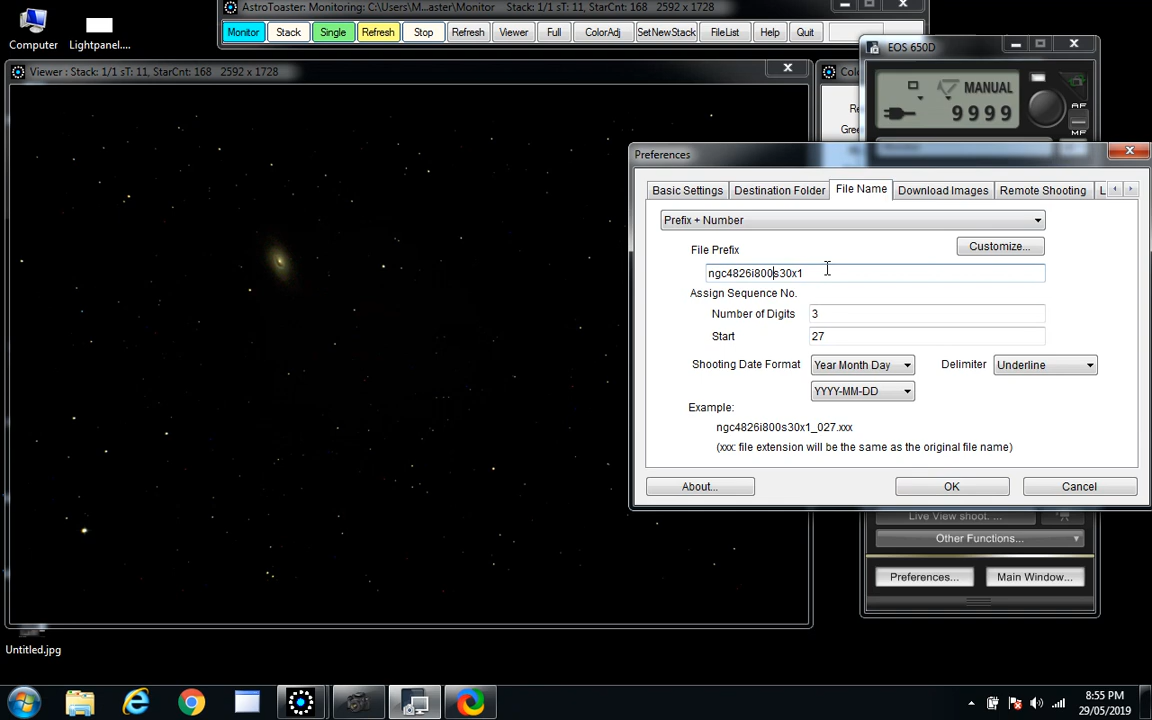 AstroToaster: Monitoring: C:\Users\M...aster\Monitor Stack: 1/1 sT: 11, StarCnt: 168 2592 x 1728
Monitor Stack Single Refresh Stop Refresh Viewer Full ColorAdj SetNewStack FileList Help Quit
Computer
Lightpanel....
Viewer : Stack: 1/1 sT: 11, StarCnt: 168 2592 x 1728
EOS 650D
MANUAL
9999
AF
MF
Preferences
Basic Settings Destination Folder File Name Download Images Remote Shooting L
Prefix + Number
File Prefix
Customize...
ngc4826i800s30x1
Assign Sequence No.
Number of Digits 3
Start 27
Shooting Date Format Year Month Day Delimiter Underline
YYYY-MM-DD
Example:
ngc4826i800s30x1_027.xxx
(xxx: file extension will be the same as the original file name)
About... OK Cancel
Live View shoot. ...
Other Functions...
Preferences... Main Window...
Untitled.jpg
8:55 PM
29/05/2019